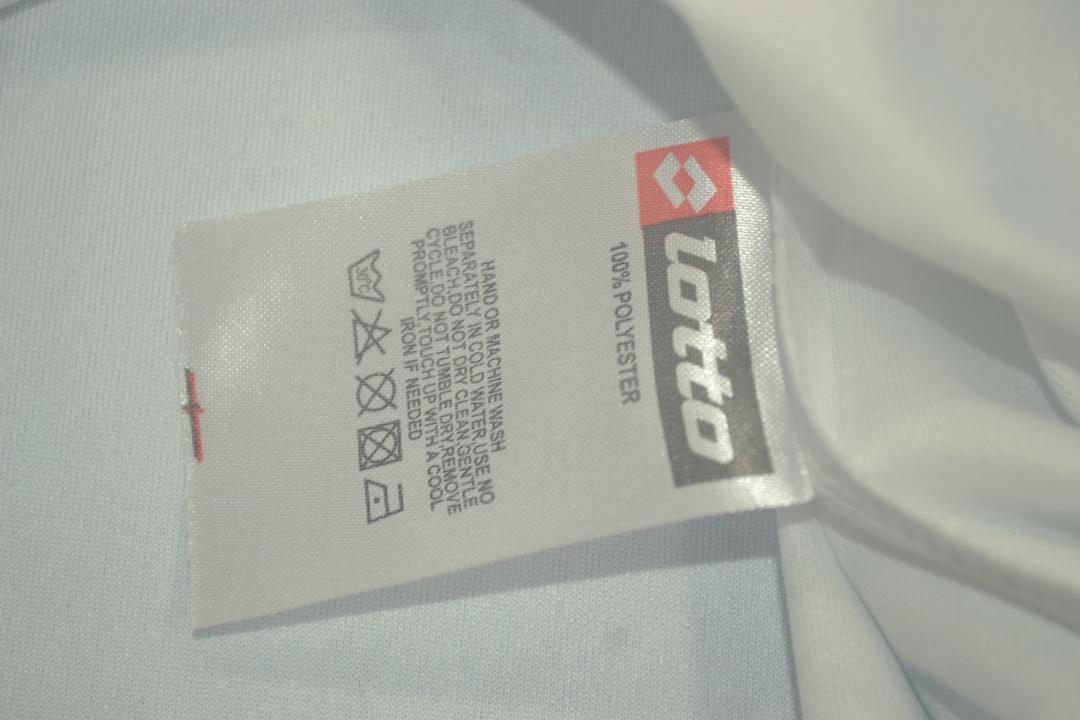 lotto
100% POLYESTER
HAND OR MACHINE WASH
SEPARATELY IN COLD WATER,USE NO
BLEACH,DO NOT DRY CLEAN,GENTLE
CYCLE,DO NOT TUMBLE DRY,REMOVE
PROMPTLY,TOUCH UP WITH A COOL
IRON IF NEEDED
30°C